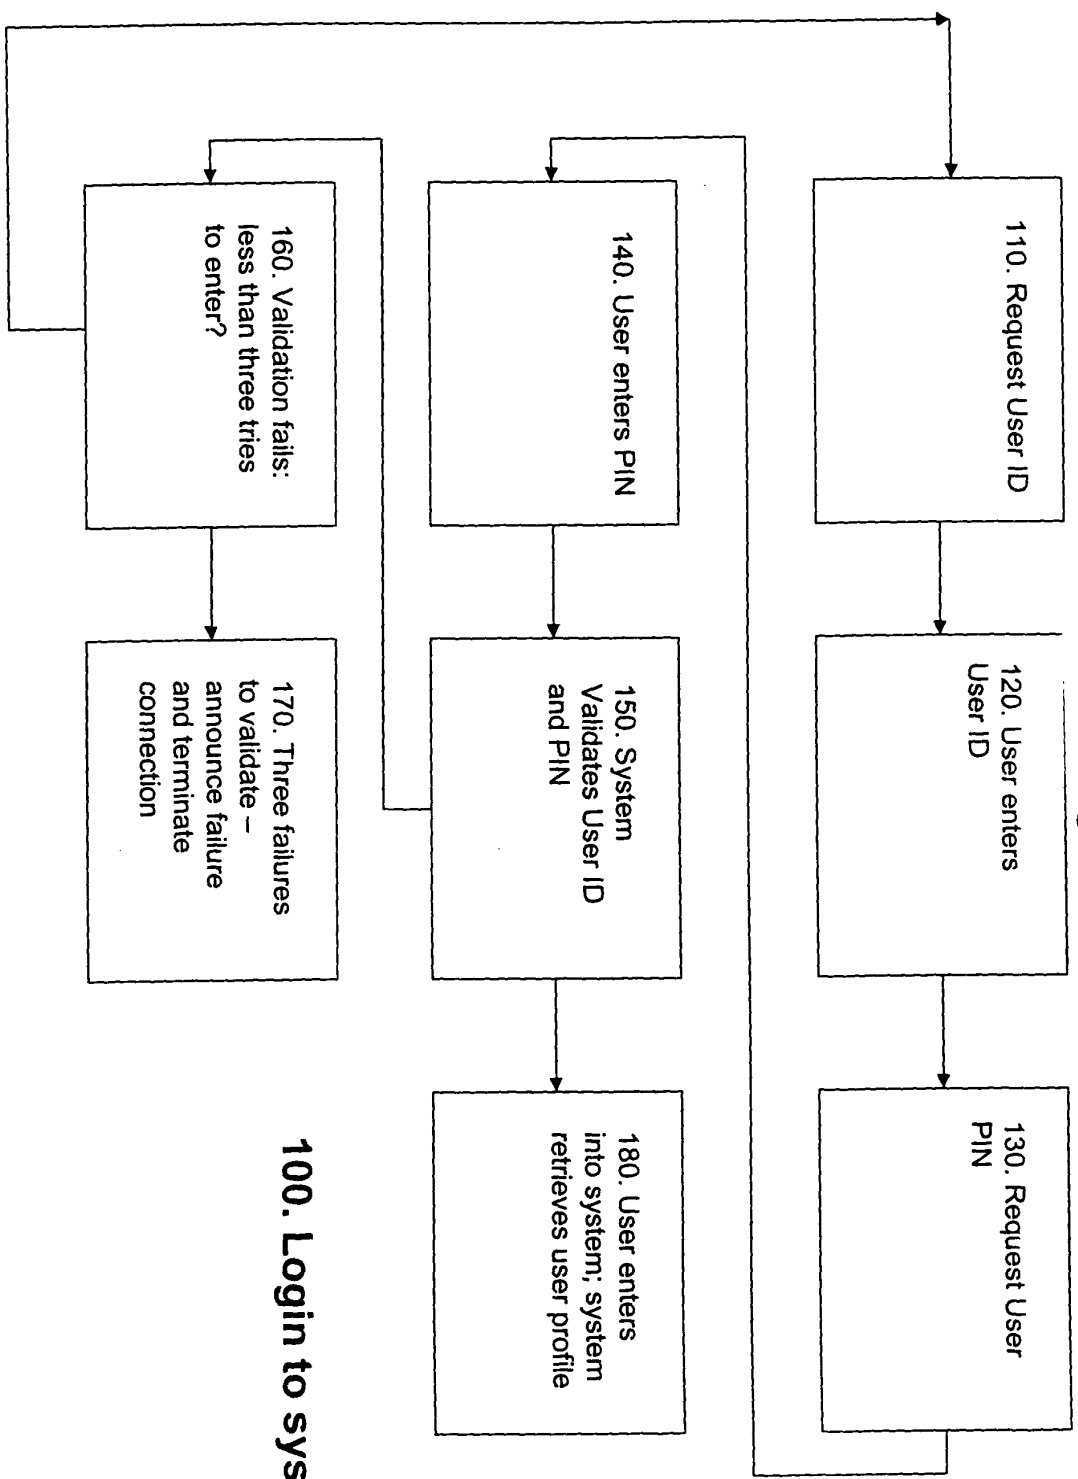 110. Request User ID
120. User enters
User ID
130. Request User
PIN
140. User enters PIN
150. System
Validates User ID
and PIN
180. User enters
into system; system
retrieves user profile
160. Validation fails:
less than three tries
to enter?
170. Three failures
to validate –
announce failure
and terminate
connection
100. Login to sys